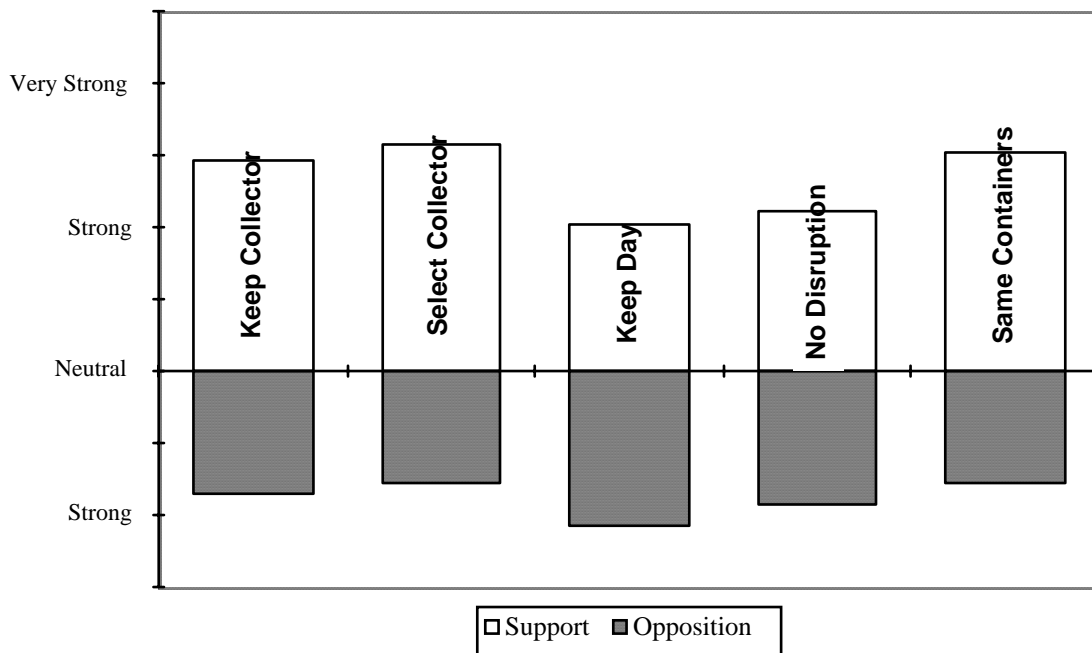 Very Strong
Strong
Neutral
Strong
Keep Collector
Select Collector
Keep Day
No Disruption
Same Containers
Support Opposition